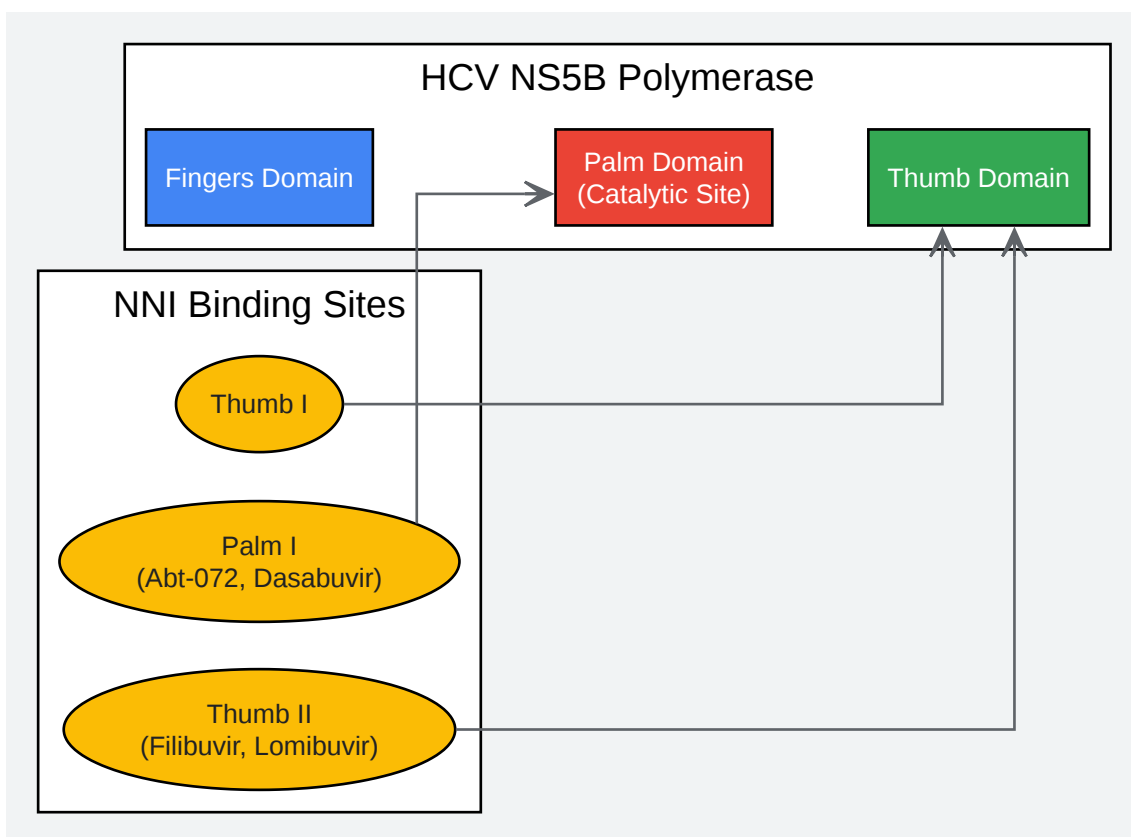 HCV NS5B Polymerase
Fingers Domain
Palm Domain
(Catalytic Site)
Thumb Domain
NNI Binding Sites
Thumb I
Palm I
(Abt-072, Dasabuvir)
Thumb II
(Filibuvir, Lomibuvir)